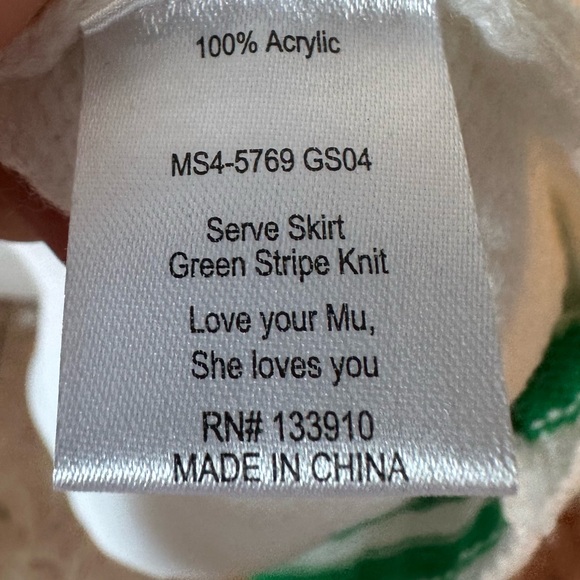 100% Acrylic
MS4-5769 GS04
Serve Skirt
Green Stripe Knit
Love your Mu,
She loves you
RN# 133910
MADE IN CHINA